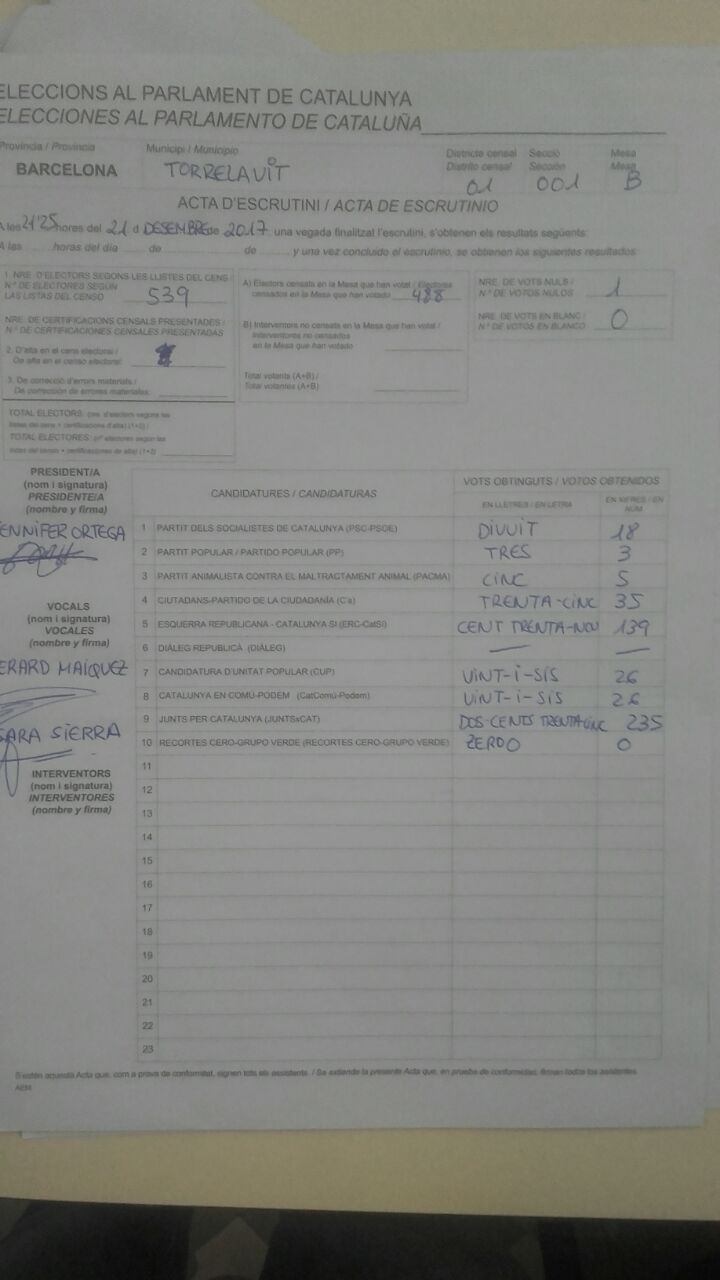 ELECCIONS AL PARLAMENT DE CATALUNYA
ELECCIONES AL PARLAMENTO DE CATALUÑA
Provincia / Provincia Municipi / Municipio Districte censal Secció Mesa
Distrito censal Sección Mesa
BARCELONA TORRELAVIT 01 001 B
ACTA D'ESCRUTINI / ACTA DE ESCRUTINIO
A les 21'25 hores del 21 d DESEMBRE de 2017 una vegada finalitzat l'escrutini, s'obtenen els resultats següents:
A las ........ horas del día ...... de ........ de ........ y una vez concluido el escrutinio, se obtienen los siguientes resultados:
1. NRE. D'ELECTORS SEGONS LES LLISTES DEL CENS /
N.º DE ELECTORES SEGÚN
LAS LISTAS DEL CENSO 539
NRE. DE CERTIFICACIONS CENSALS PRESENTADES /
N.º DE CERTIFICACIONES CENSALES PRESENTADAS
2. D'alta en el cens electoral /
De alta en el censo electoral:
3. De correcció d'errors materials /
De corrección de errores materiales:
TOTAL ELECTORS: (nre. d'electors segons les
llistes del cens + certificacions d'alta) (1+2) /
TOTAL ELECTORES: (nº electores según las
listas del censo + certificaciones de alta) (1+2)
A) Electors censats en la Mesa que han votat / Electores
censados en la Mesa que han votado 488
B) Interventors no censats en la Mesa que han votat /
Interventores no censados
en la Mesa que han votado
Total votants (A+B) /
Total votantes (A+B)
NRE. DE VOTS NULS /
N.º DE VOTOS NULOS 1
NRE. DE VOTS EN BLANC /
N.º DE VOTOS EN BLANCO 0
PRESIDENT/A
(nom i signatura)
PRESIDENTE/A
(nombre y firma)
ENNIFER ORTEGA
VOCALS
(nom i signatura)
VOCALES
(nombre y firma)
ERARD MAIQUEZ
SARA SIERRA
INTERVENTORS
(nom i signatura)
INTERVENTORES
(nombre y firma)
CANDIDATURES / CANDIDATURAS VOTS OBTINGUTS / VOTOS OBTENIDOS
EN LLETRES / EN LETRA EN XIFRES / EN NÚM
1 PARTIT DELS SOCIALISTES DE CATALUNYA (PSC-PSOE) DIVUIT 18
2 PARTIT POPULAR / PARTIDO POPULAR (PP) TRES 3
3 PARTIT ANIMALISTA CONTRA EL MALTRACTAMENT ANIMAL (PACMA) CINC 5
4 CIUTADANS-PARTIDO DE LA CIUDADANÍA (C's) TRENTA-CINC 35
5 ESQUERRA REPUBLICANA - CATALUNYA SÍ (ERC-CatSí) CENT TRENTA-NOU 139
6 DIÀLEG REPUBLICÀ (DIÀLEG) — —
7 CANDIDATURA D'UNITAT POPULAR (CUP) VINT-I-SIS 26
8 CATALUNYA EN COMÚ-PODEM (CatComú-Podem) VINT-I-SIS 26
9 JUNTS PER CATALUNYA (JUNTSxCAT) DOS-CENTS TRENTA-CINC 235
10 RECORTES CERO-GRUPO VERDE (RECORTES CERO-GRUPO VERDE) ZERO 0
11
12
13
14
15
16
17
18
19
20
21
22
23
S'estén aquesta Acta que, com a prova de conformitat, signen tots els assistents. / Se extiende la presente Acta que, en prueba de conformidad, firman todos los asistentes